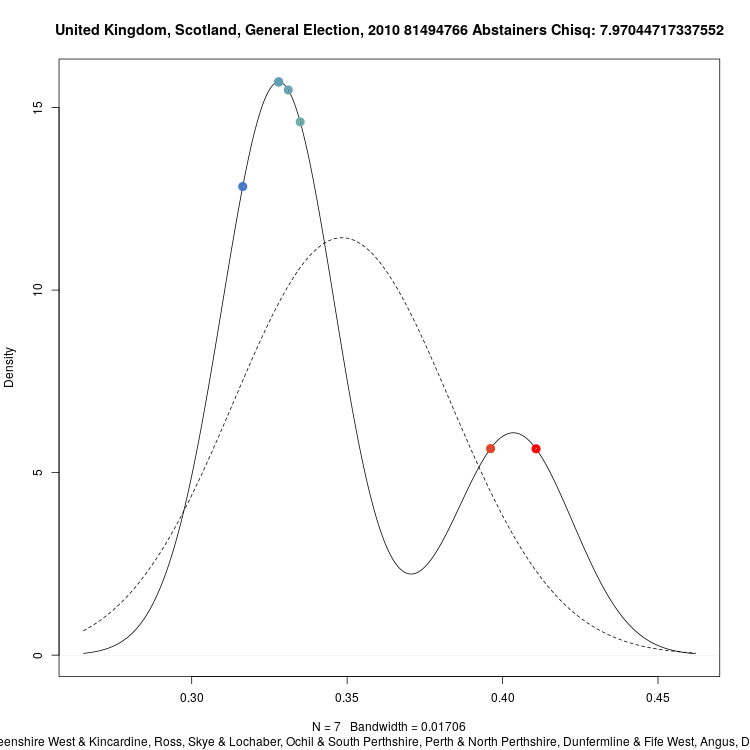 United Kingdom, Scotland, General Election, 2010 81494766 Abstainers Chisq: 7.97044717337552
15
10
5
0
Density
0.30 0.35 0.40 0.45
N = 7 Bandwidth = 0.01706
West & Kincardine, Ross, Skye & Lochaber, Ochil & South Perthshire, Perth & North Perthshire, Dunfermline & Fife West, Angus,